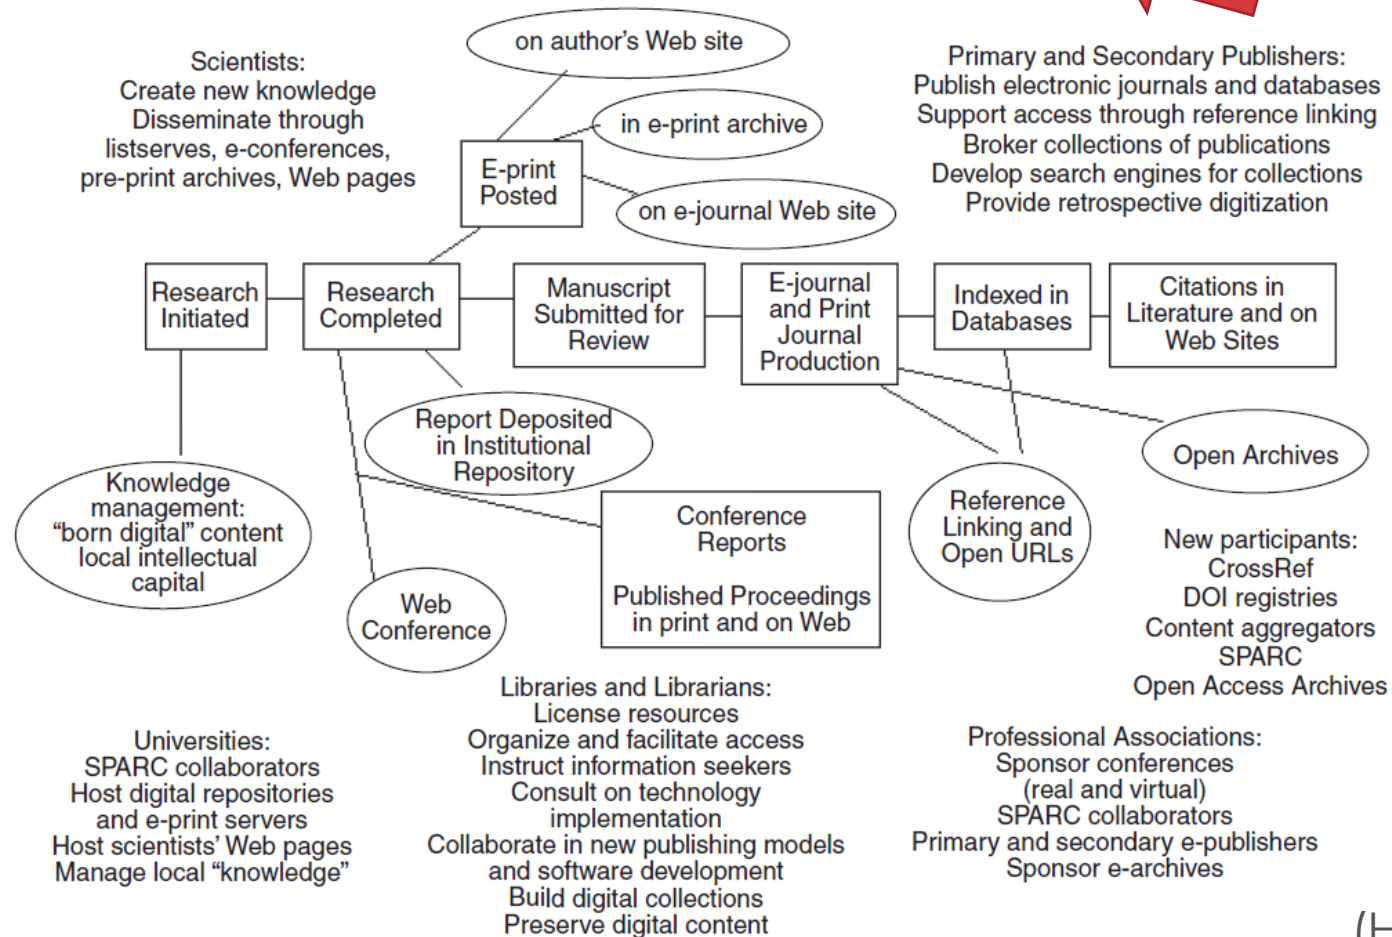 on author's Web site
Scientists:
Create new knowledge
Disseminate through
listserves, e-conferences,
pre-print archives, Web pages
Primary and Secondary Publishers:
Publish electronic journals and databases
Support access through reference linking
Broker collections of publications
Develop search engines for collections
Provide retrospective digitization
in e-print archive
E-print
Posted
on e-journal Web site
Research
Initiated
Research
Completed
Manuscript
Submitted for
Review
E-journal
and Print
Journal
Production
Indexed in
Databases
Citations in
Literature and on
Web Sites
Report Deposited
in Institutional
Repository
Open Archives
Knowledge
management:
“born digital” content
local intellectual
capital
Conference
Reports
Published Proceedings
in print and on Web
Reference
Linking and
Open URLs
Web
Conference
New participants:
CrossRef
DOI registries
Content aggregators
SPARC
Open Access Archives
Universities:
SPARC collaborators
Host digital repositories
and e-print servers
Host scientists' Web pages
Manage local “knowledge”
Libraries and Librarians:
License resources
Organize and facilitate access
Instruct information seekers
Consult on technology
implementation
Collaborate in new publishing models
and software development
Build digital collections
Preserve digital content
Professional Associations:
Sponsor conferences
(real and virtual)
SPARC collaborators
Primary and secondary e-publishers
Sponsor e-archives